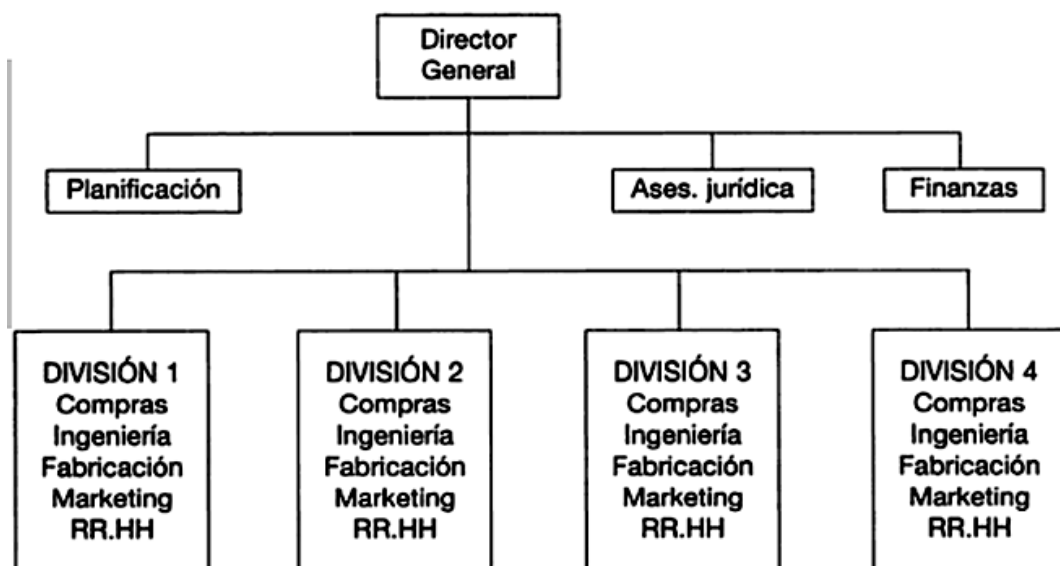 Director
General
Planificación
Ases. jurídica
Finanzas
DIVISIÓN 1
Compras
Ingeniería
Fabricación
Marketing
RR.HH
DIVISIÓN 2
Compras
Ingeniería
Fabricación
Marketing
RR.HH
DIVISIÓN 3
Compras
Ingeniería
Fabricación
Marketing
RR.HH
DIVISIÓN 4
Compras
Ingeniería
Fabricación
Marketing
RR.HH